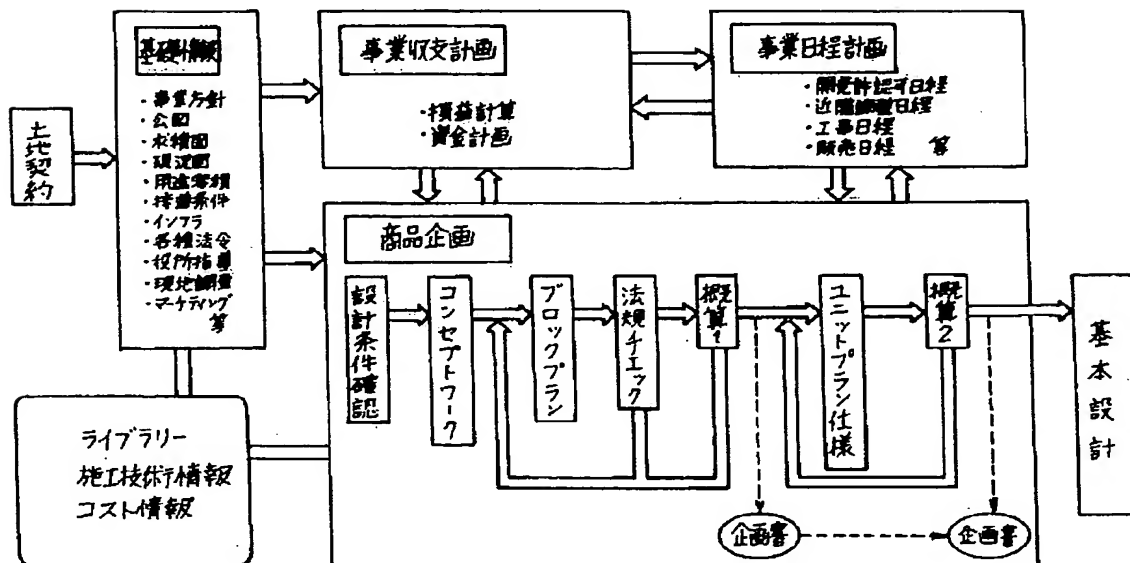 土地契約
基礎情報
・事業方針
・公図
・求積図
・現況図
・用途容積
・接道条件
・インフラ
・各種法令
・役所指導
・現地調査
・マーケティング
等
事業収支計画
・損益計算
・資金計画
事業日程計画
・開発許認可日程
・近隣折衝日程
・工事日程
・販売日程 等
商品企画
設計条件確認
コンセプトワーク
ブロックプラン
法規チェック
概算1
ユニットプラン仕様
概算2
企画書
企画書
基本設計
ライブラリー
施工技術情報
コスト情報